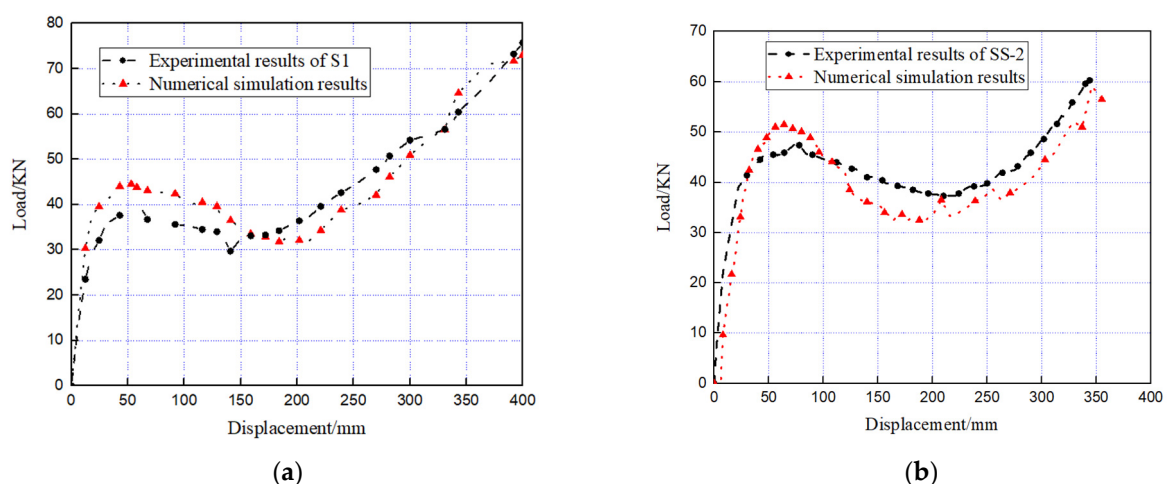 80
70
60
50
40
30
20
10
0
Load/KN
Experimental results of S1
Numerical simulation results
0 50 100 150 200 250 300 350 400
Displacement/mm
(a)
70
60
50
40
30
20
10
0
Load/KN
Experimental results of SS-2
Numerical simulation results
0 50 100 150 200 250 300 350 400
Displacement/mm
(b)